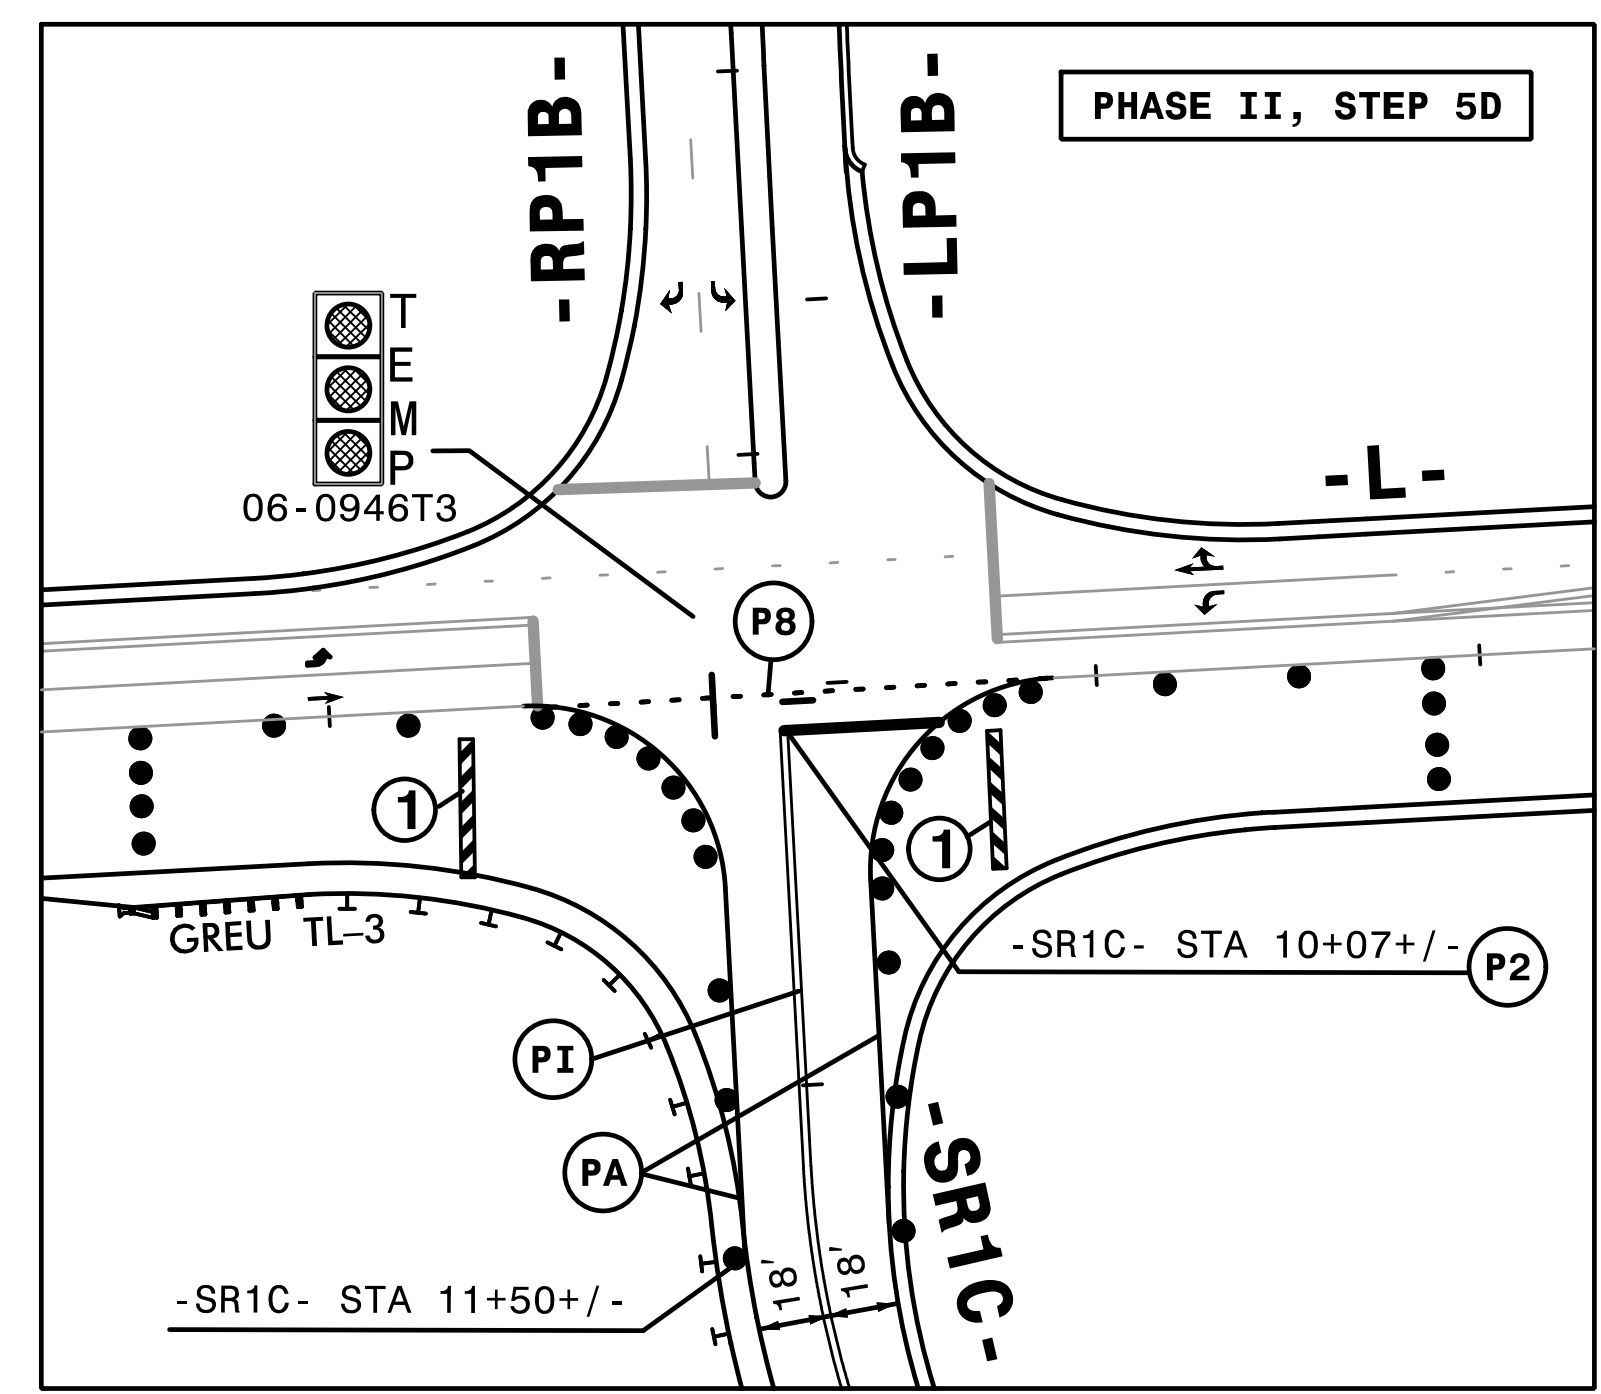 PHASE II, STEP 5D
-RP1B-
-LP1B-
TEMP
06-0946T3
-L-
P8
1
1
GREU TL-3
-SR1C- STA 10+07+/-
P2
PI
PA
-SR1C-
18'
18'
-SR1C- STA 11+50+/-